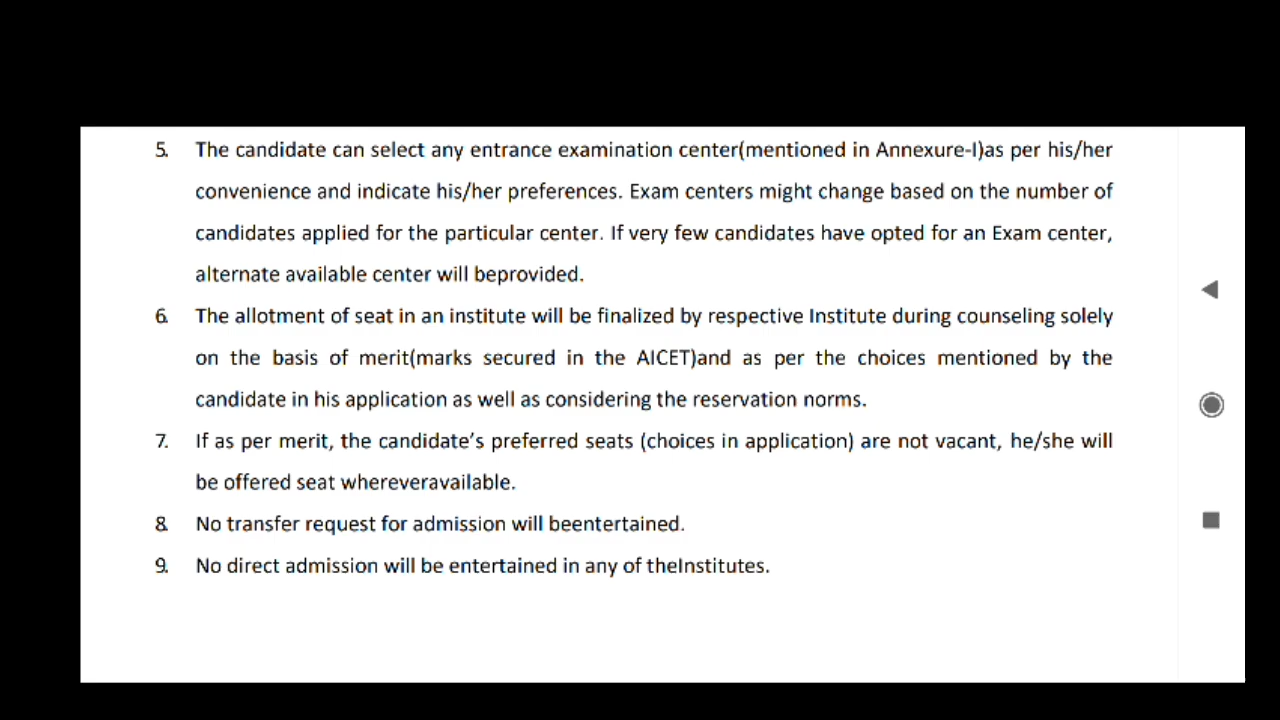 5. The candidate can select any entrance examination center(mentioned in Annexure-I)as per his/her
convenience and indicate his/her preferences. Exam centers might change based on the number of
candidates applied for the particular center. If very few candidates have opted for an Exam center,
alternate available center will beprovided.
6. The allotment of seat in an institute will be finalized by respective Institute during counseling solely
on the basis of merit(marks secured in the AICET)and as per the choices mentioned by the
candidate in his application as well as considering the reservation norms.
7. If as per merit, the candidate's preferred seats (choices in application) are not vacant, he/she will
be offered seat whereveravailable.
8. No transfer request for admission will beentertained.
9. No direct admission will be entertained in any of theInstitutes.